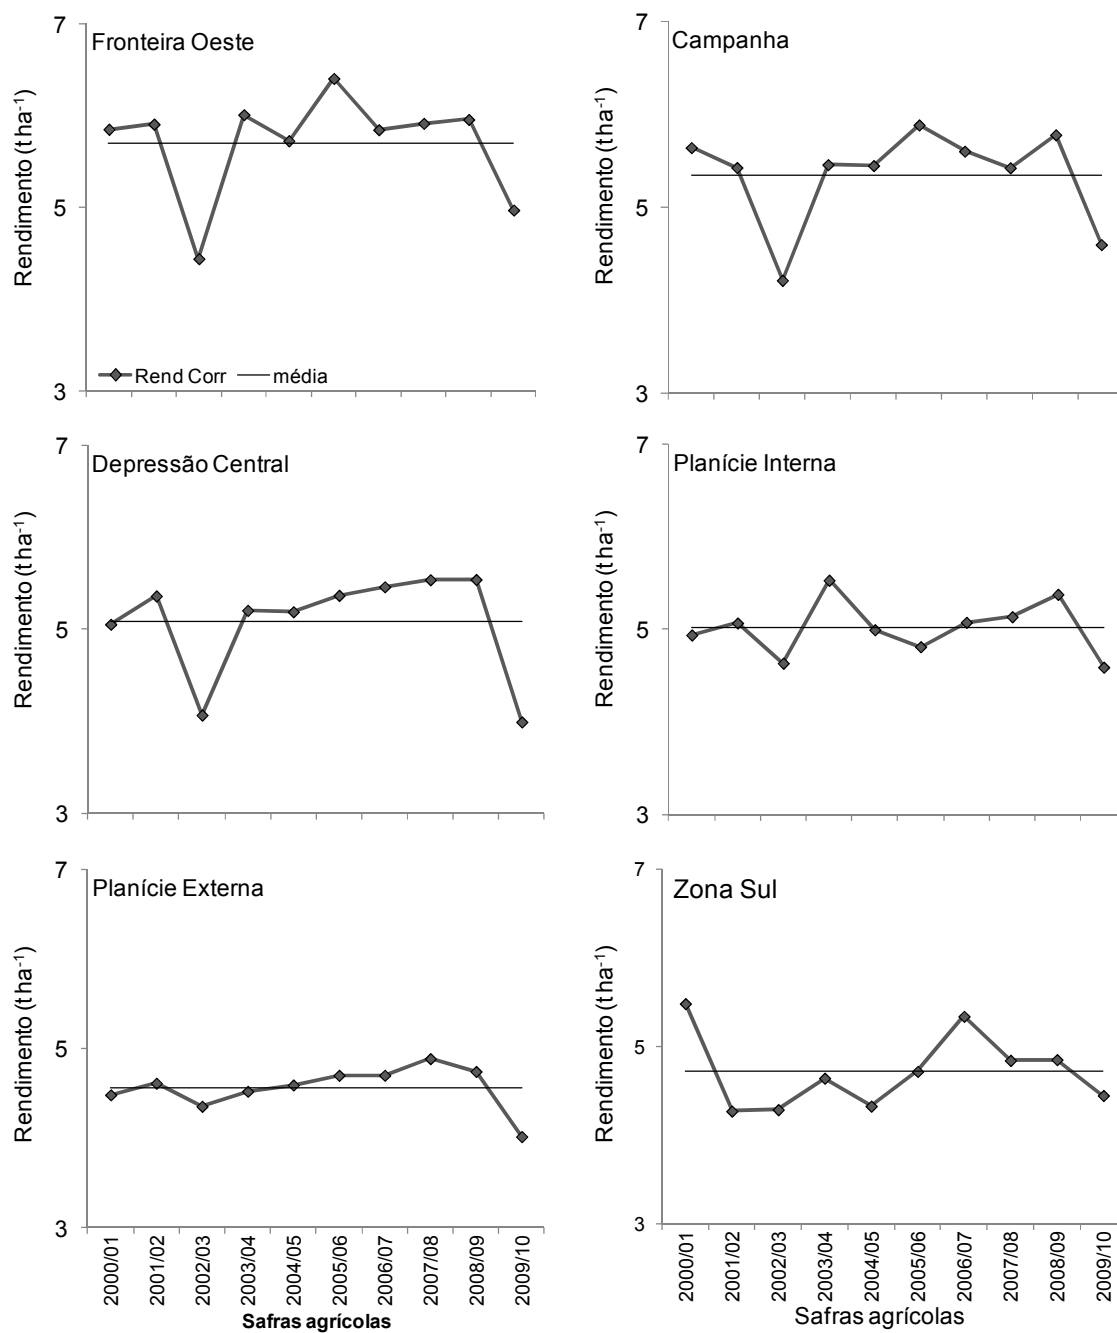 7
Fronteira Oeste
5
3
Rendimento (t ha-1)
Rend Corr média
7
Campanha
5
3
Rendimento (t ha-1)
7
Depressão Central
5
3
Rendimento (t ha-1)
7
Planície Interna
5
3
Rendimento (t ha-1)
7
Planície Externa
5
3
Rendimento (t ha-1)
2000/01
2001/02
2002/03
2003/04
2004/05
2005/06
2006/07
2007/08
2008/09
2009/10
Safras agrícolas
7
Zona Sul
5
3
Rendimento (t ha-1)
2000/01
2001/02
2002/03
2003/04
2004/05
2005/06
2006/07
2007/08
2008/09
2009/10
Safras agrícolas